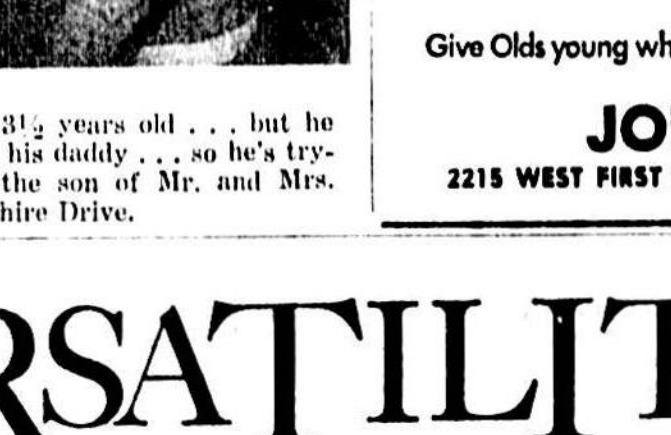 3½ years old . . . but he
his daddy . . . so he's try-
the son of Mr. and Mrs.
hire Drive.
Give Olds young wh
JO
2215 WEST FIRST
RSATILIT